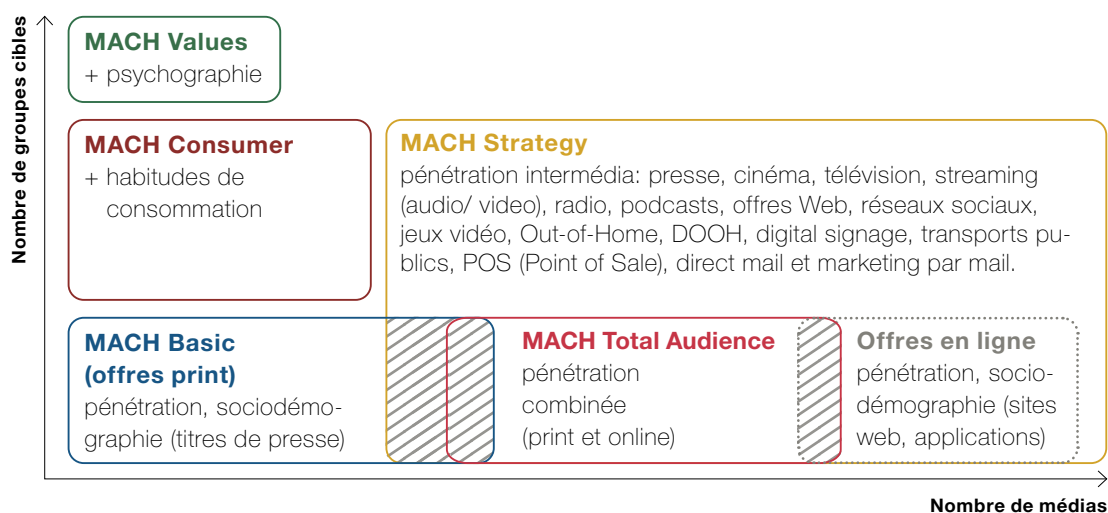 Nombre de groupes cibles
MACH Values
+ psychographie
MACH Consumer
+ habitudes de
consommation
MACH Strategy
pénétration intermédia: presse, cinéma, télévision, streaming
(audio/ video), radio, podcasts, offres Web, réseaux sociaux,
jeux vidéo, Out-of-Home, DOOH, digital signage, transports pu-
blics, POS (Point of Sale), direct mail et marketing par mail.
MACH Basic
(offres print)
pénétration, sociodémo-
graphie (titres de presse)
MACH Total Audience
pénétration
combinée
(print et online)
Offres en ligne
pénétration, socio-
démographie (sites
web, applications)
Nombre de médias